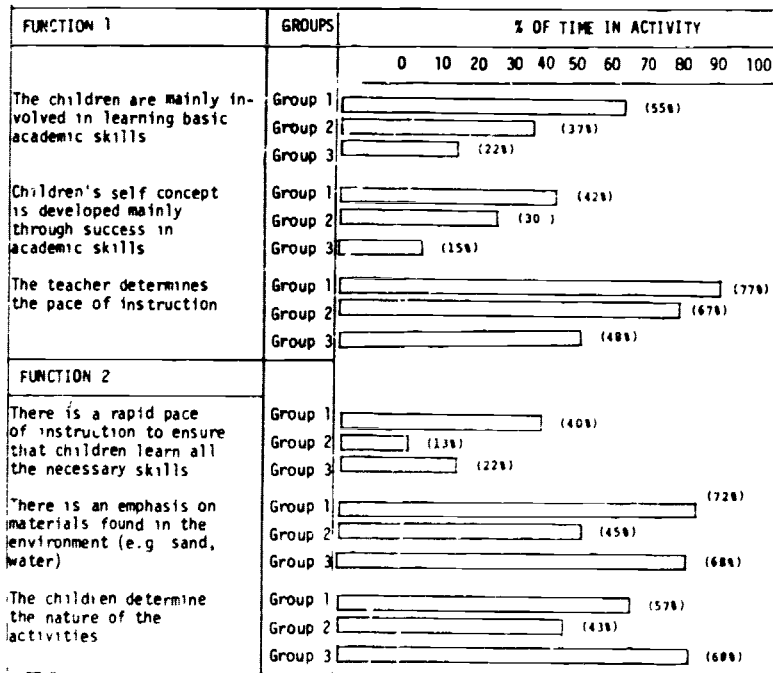 FUNCTION 1 GROUPS % OF TIME IN ACTIVITY
0 10 20 30 40 50 60 80 90 100
The children are mainly in-
volved in learning basic
academic skills
Group 1 (55%)
Group 2 (37%)
Group 3 (22%)
Children's self concept
is developed mainly
through success in
academic skills
Group 1 (42%)
Group 2 (30 )
Group 3 (15%)
The teacher determines
the pace of instruction
Group 1 (77%)
Group 2 (67%)
Group 3 (48%)
FUNCTION 2
There is a rapid pace
of instruction to ensure
that children learn all
the necessary skills
Group 1 (40%)
Group 2 (13%)
Group 3 (22%)
There is an emphasis on
materials found in the
environment (e.g sand,
water)
Group 1 (72%)
Group 2 (45%)
Group 3 (68%)
The children determine
the nature of the
activities
Group 1 (57%)
Group 2 (43%)
Group 3 (68%)